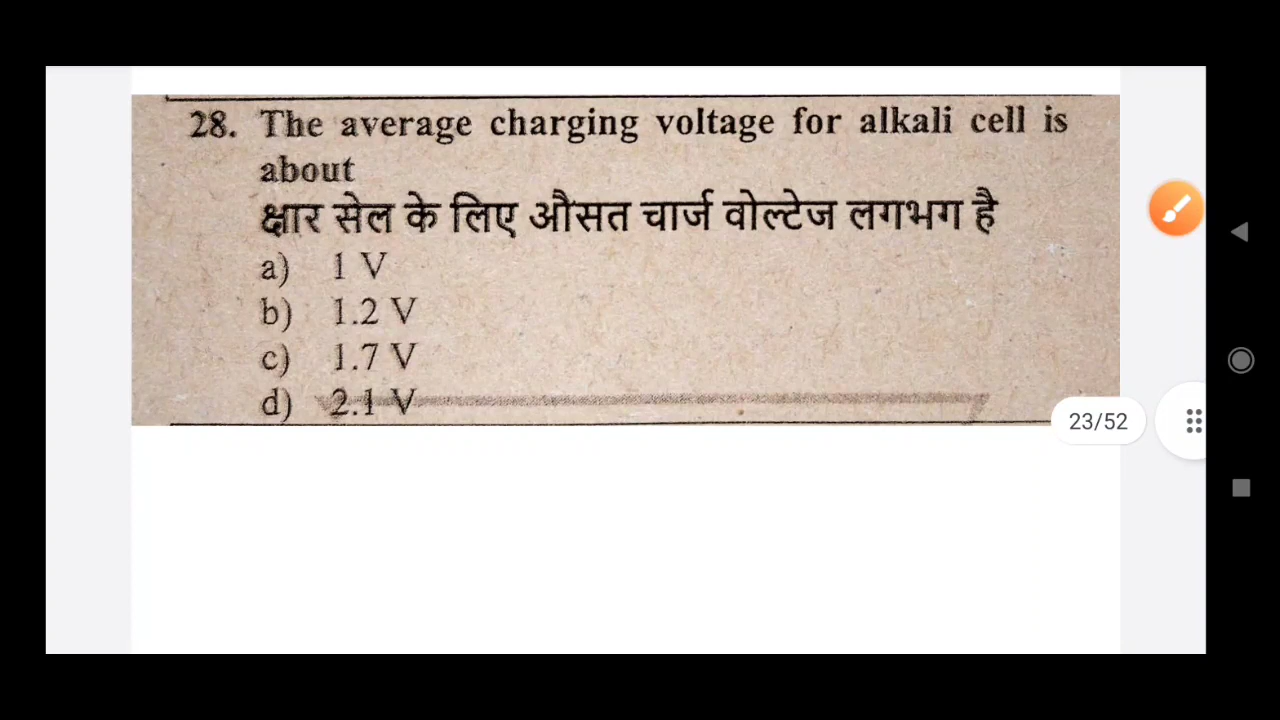 28. The average charging voltage for alkali cell is
about
क्षार सेल के लिए औसत चार्ज वोल्टेज लगभग है
a) 1 V
b) 1.2 V
c) 1.7 V
d) 2.1 V
23/52